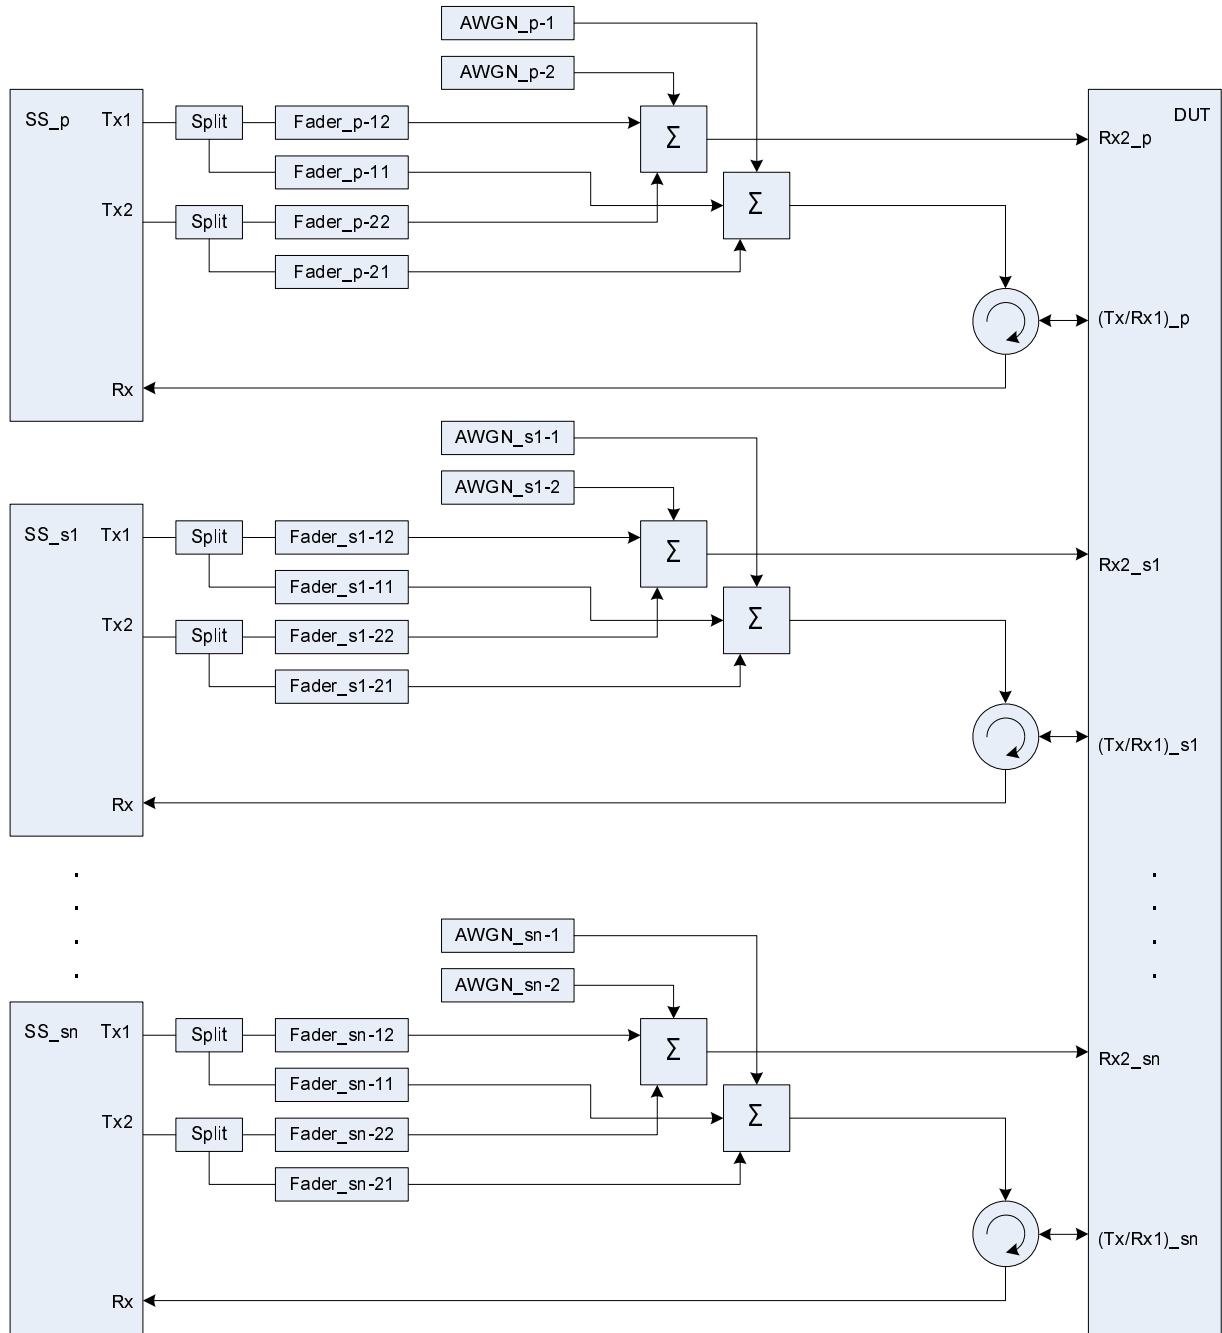 AWGN_p-1
AWGN_p-2
DUT
SS_p Tx1 Split Fader_p-12 Σ Rx2_p
Fader_p-11
Tx2 Split Fader_p-22 Σ
Fader_p-21
(Tx/Rx1)_p
Rx
AWGN_s1-1
AWGN_s1-2
SS_s1 Tx1 Split Fader_s1-12 Σ Rx2_s1
Fader_s1-11
Tx2 Split Fader_s1-22 Σ
Fader_s1-21
(Tx/Rx1)_s1
Rx
. .
. .
. .
. .
AWGN_sn-1
AWGN_sn-2
SS_sn Tx1 Split Fader_sn-12 Σ Rx2_sn
Fader_sn-11
Tx2 Split Fader_sn-22 Σ
Fader_sn-21
(Tx/Rx1)_sn
Rx